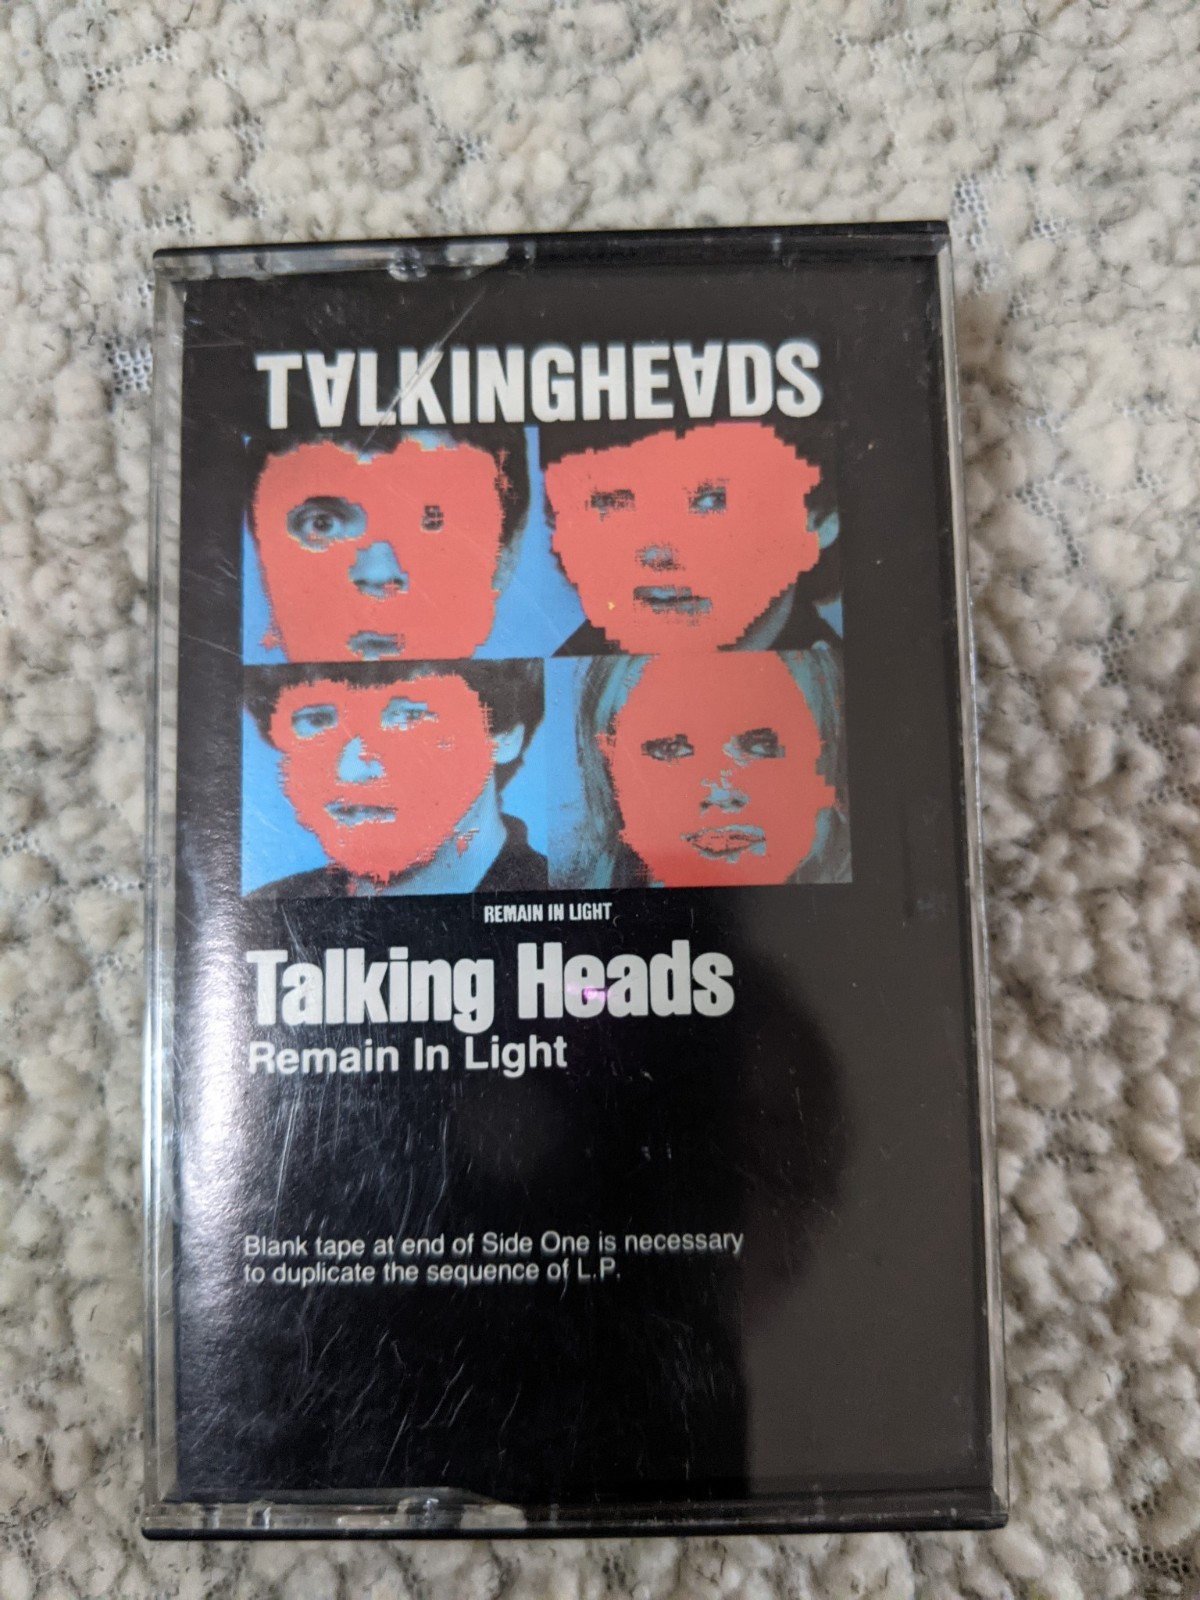 TALKINGHEADS
REMAIN IN LIGHT
Talking Heads
Remain In Light
Blank tape at end of Side One is necessary
to duplicate the sequence of L.P.